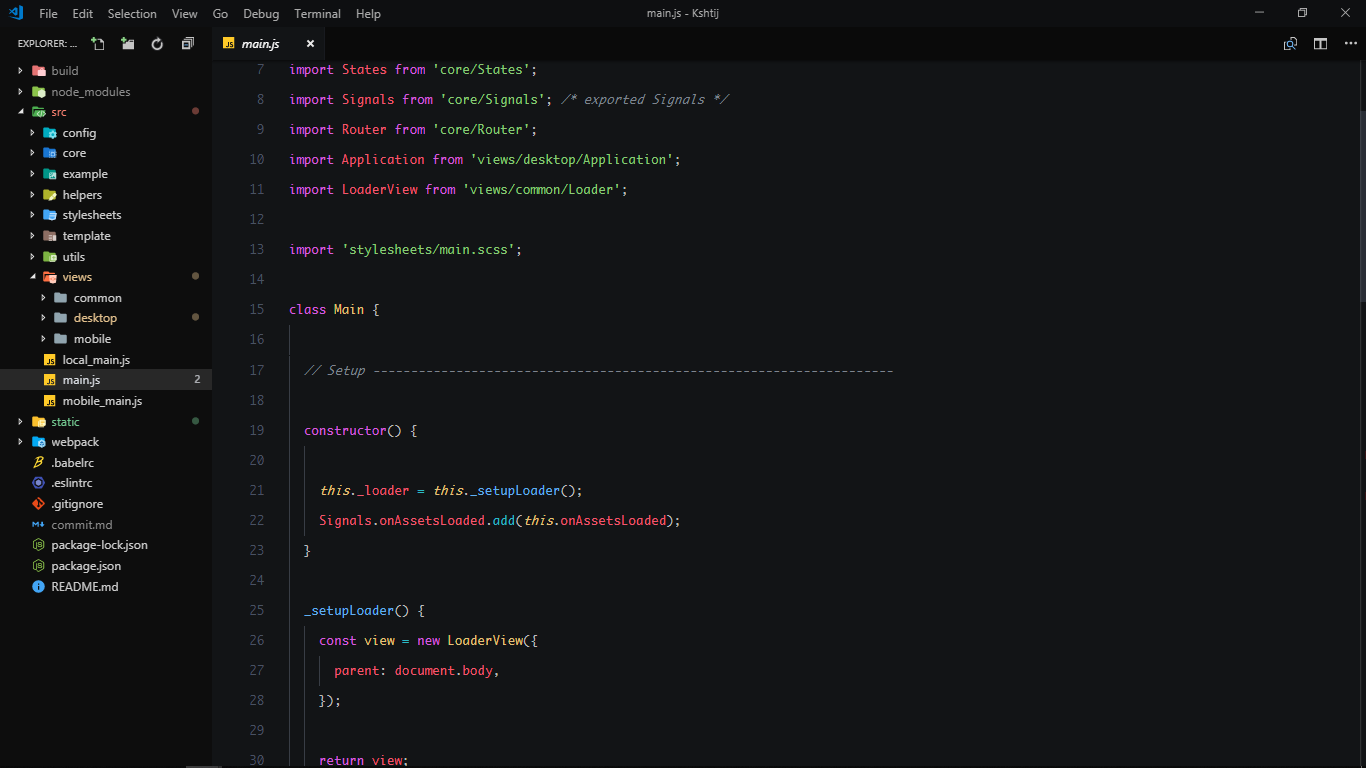 File Edit Selection View Go Debug Terminal Help
main.js - Kshtij
EXPLORER: ...
build
node_modules
src
config
core
example
helpers
stylesheets
template
utils
views
common
desktop
mobile
local_main.js
main.js 2
mobile_main.js
static
webpack
.babelrc
.eslintrc
.gitignore
commit.md
package-lock.json
package.json
README.md
main.js
7 import States from 'core/States';
8 import Signals from 'core/Signals'; /* exported Signals */
9 import Router from 'core/Router';
10 import Application from 'views/desktop/Application';
11 import LoaderView from 'views/common/Loader';
12
13 import 'stylesheets/main.scss';
14
15 class Main {
16
17 // Setup ---------------------------------------------------------------------
18
19 constructor() {
20
21 this._loader = this._setupLoader();
22 Signals.onAssetsLoaded.add(this.onAssetsLoaded);
23 }
24
25 _setupLoader() {
26 const view = new LoaderView({
27 parent: document.body,
28 });
29
30 return view;